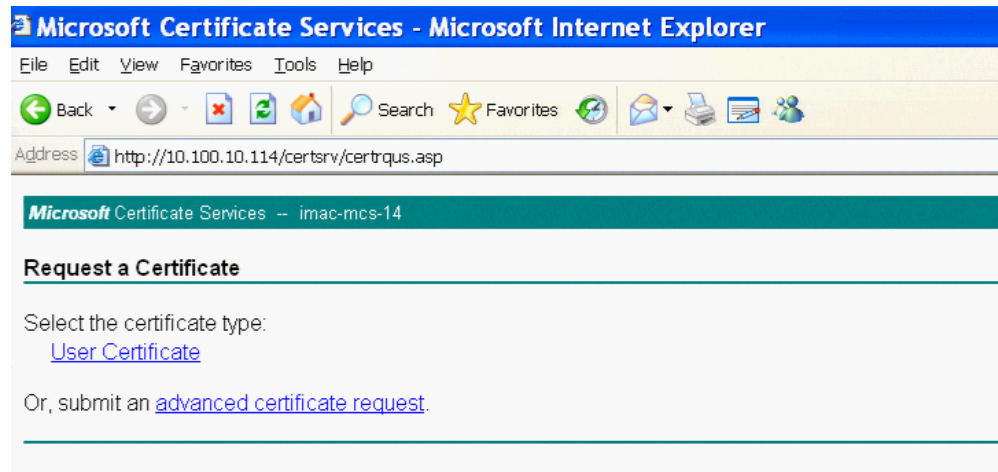 Microsoft Certificate Services - Microsoft Internet Explorer
File Edit View Favorites Tools Help
Back Search Favorites
Address http://10.100.10.114/certsrv/certrqus.asp
Microsoft Certificate Services -- imac-mcs-14
Request a Certificate
Select the certificate type:
User Certificate
Or, submit an advanced certificate request.